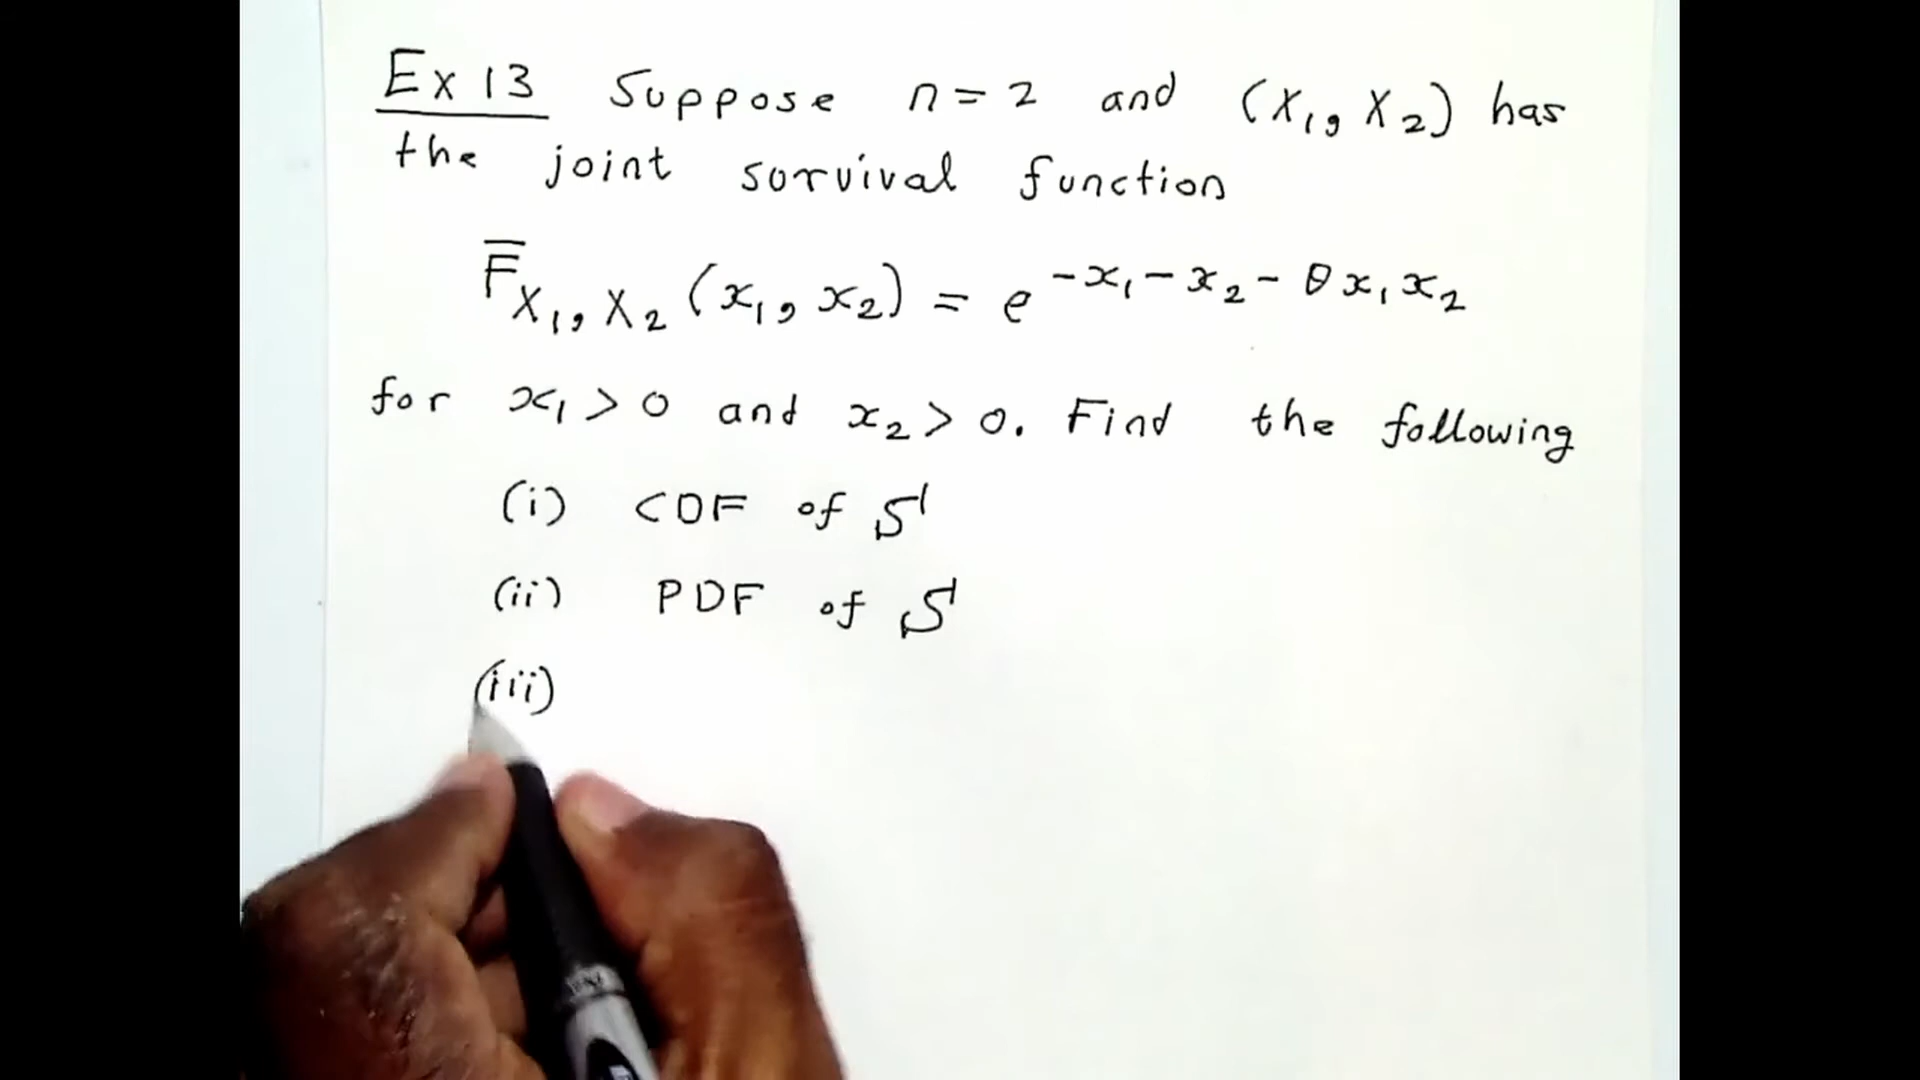 Ex 13 Suppose n = 2 and (X₁, X₂) has
the joint survival function
F̅_X₁,X₂ (x₁, x₂) = e^(-x₁ - x₂ - θx₁x₂)
for x₁ > 0 and x₂ > 0. Find the following
(i) CDF of S
(ii) PDF of S
(iii)